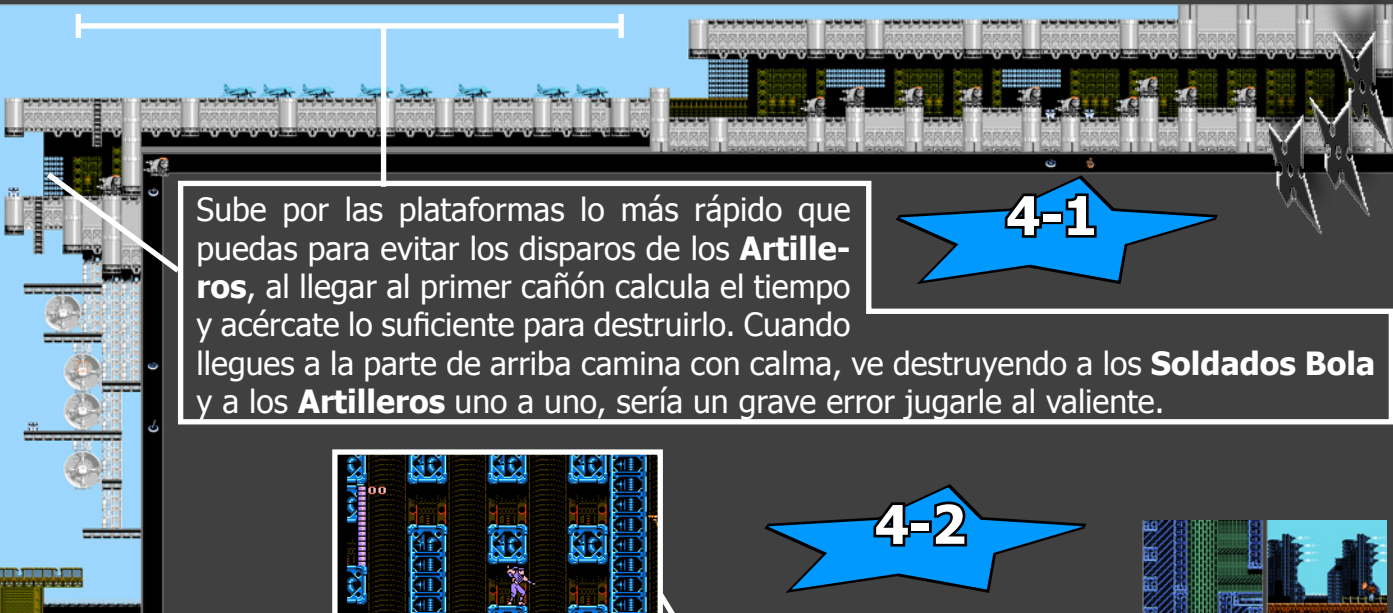 Sube por las plataformas lo más rápido que
puedas para evitar los disparos de los Artille-
ros, al llegar al primer cañón calcula el tiempo
y acércate lo suficiente para destruirlo. Cuando
llegues a la parte de arriba camina con calma, ve destruyendo a los Soldados Bola
y a los Artilleros uno a uno, sería un grave error jugarle al valiente.
4-1
4-2
00